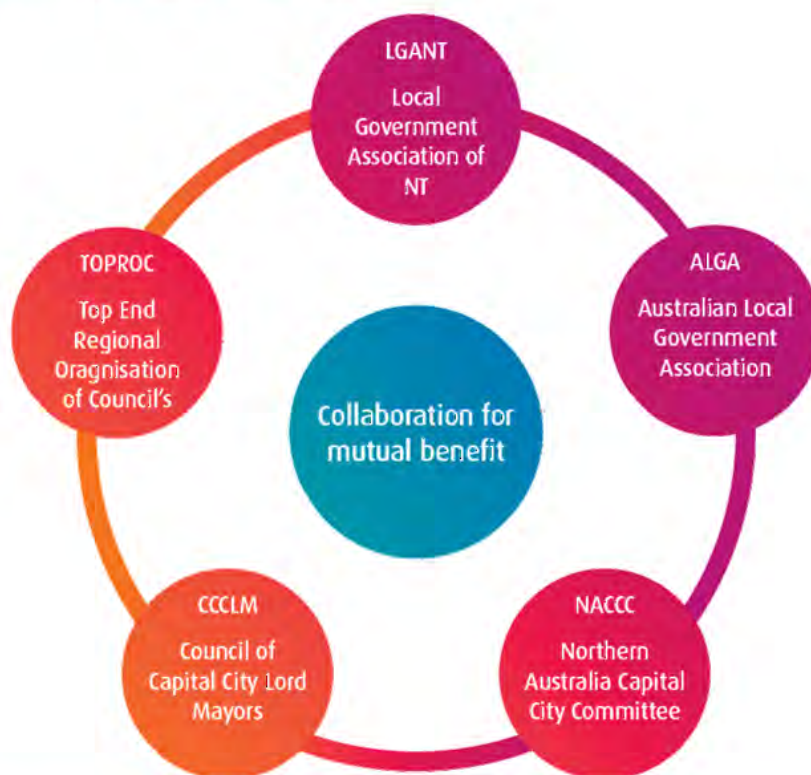 LGANT
Local
Government
Association of
NT
ALGA
Australian Local
Government
Association
NACCC
Northern
Australia Capital
City Committee
CCCLM
Council of
Capital City Lord
Mayors
TOPROC
Top End
Regional
Oragnisation
of Council's
Collaboration for
mutual benefit